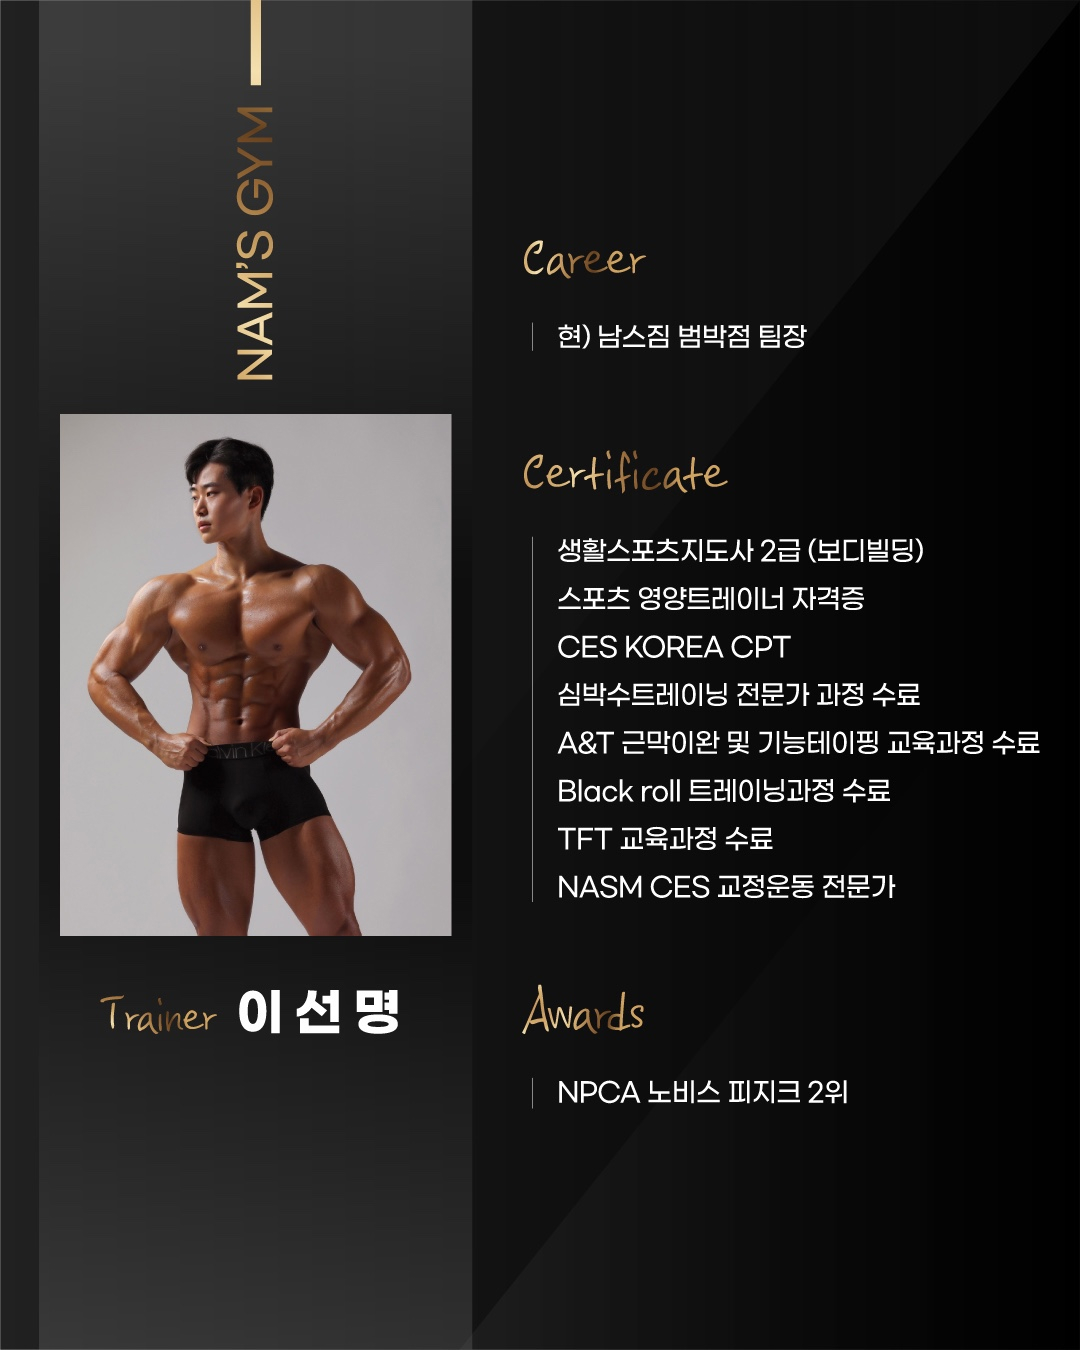 NAM'S GYM
Career
현) 남스짐 범박점 팀장
Certificate
생활스포츠지도사 2급 (보디빌딩)
스포츠 영양트레이너 자격증
CES KOREA CPT
심박수트레이닝 전문가 과정 수료
A&T 근막이완 및 기능테이핑 교육과정 수료
Black roll 트레이닝과정 수료
TFT 교육과정 수료
NASM CES 교정운동 전문가
Trainer 이선명
Awards
NPCA 노비스 피지크 2위